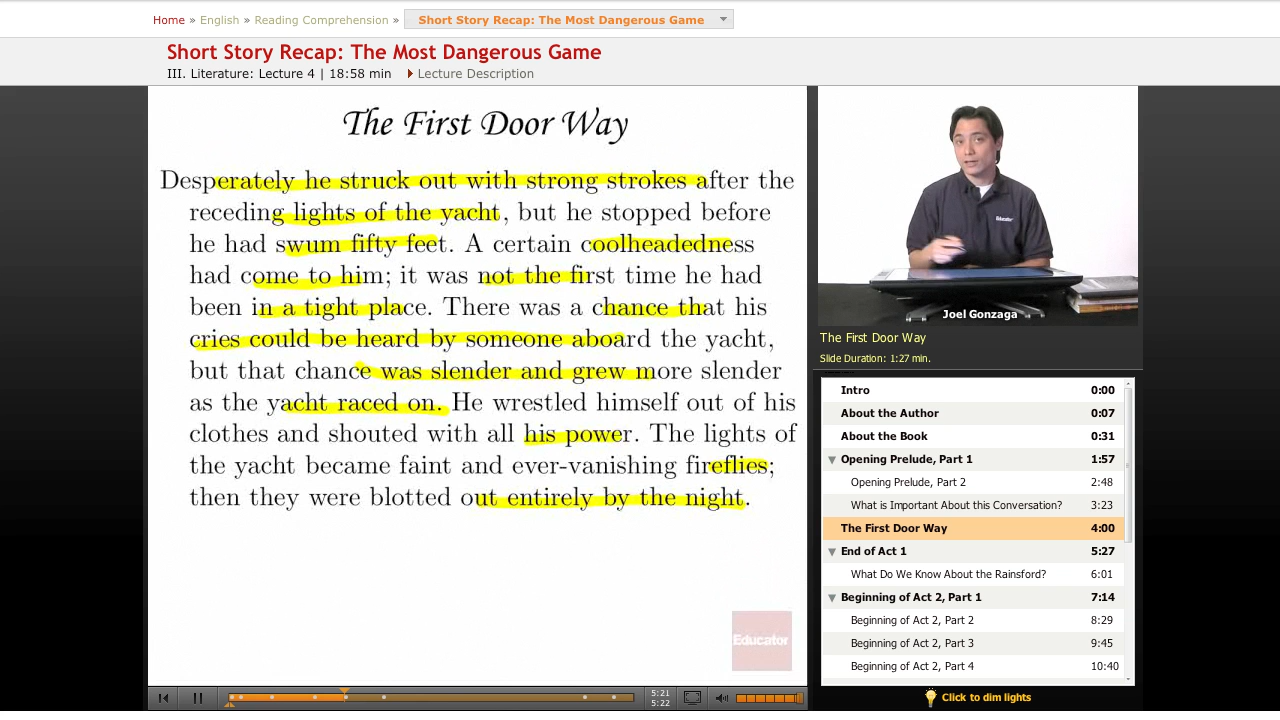 Home » English » Reading Comprehension » Short Story Recap: The Most Dangerous Game
Short Story Recap: The Most Dangerous Game
III. Literature: Lecture 4 | 18:58 min Lecture Description
The First Door Way
Desperately he struck out with strong strokes after the
receding lights of the yacht, but he stopped before
he had swum fifty feet. A certain coolheadedness
had come to him; it was not the first time he had
been in a tight place. There was a chance that his
cries could be heard by someone aboard the yacht,
but that chance was slender and grew more slender
as the yacht raced on. He wrestled himself out of his
clothes and shouted with all his power. The lights of
the yacht became faint and ever-vanishing fireflies;
then they were blotted out entirely by the night.
Educator
5:21
5:22
Educator
Joel Gonzaga
The First Door Way
Slide Duration: 1:27 min.
Intro 0:00
About the Author 0:07
About the Book 0:31
Opening Prelude, Part 1 1:57
Opening Prelude, Part 2 2:48
What is Important About this Conversation? 3:23
The First Door Way 4:00
End of Act 1 5:27
What Do We Know About the Rainsford? 6:01
Beginning of Act 2, Part 1 7:14
Beginning of Act 2, Part 2 8:29
Beginning of Act 2, Part 3 9:45
Beginning of Act 2, Part 4 10:40
Click to dim lights